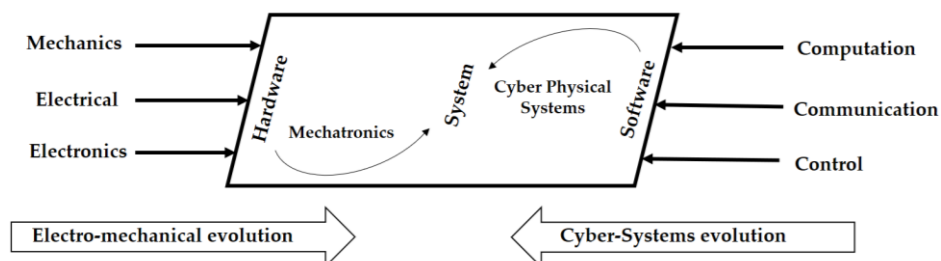 Mechanics
Electrical
Electronics
Hardware
Mechatronics
System
Cyber Physical
Systems
Software
Computation
Communication
Control
Electro-mechanical evolution
Cyber-Systems evolution